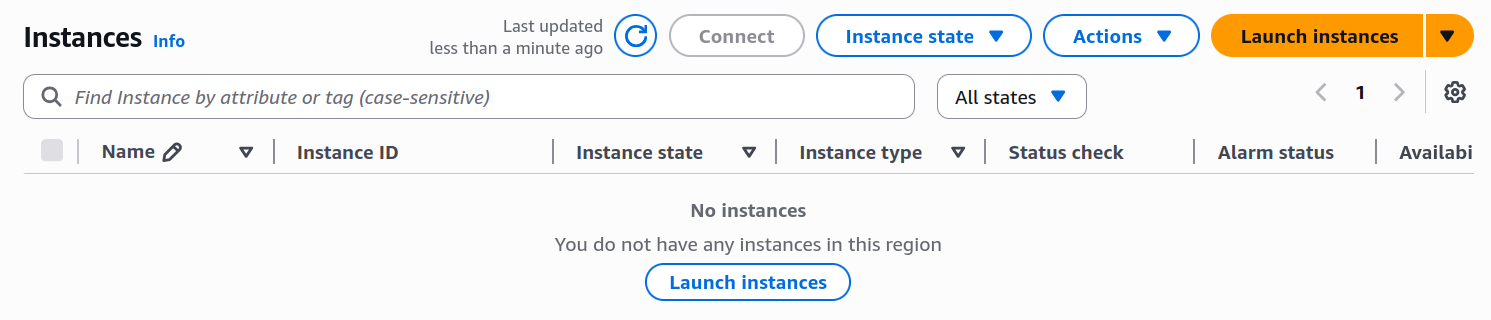 Instances Info
Last updated
less than a minute ago
Connect
Instance state
Actions
Launch instances
Find Instance by attribute or tag (case-sensitive)
All states
1
Name Instance ID Instance state Instance type Status check Alarm status Availabi
No instances
You do not have any instances in this region
Launch instances